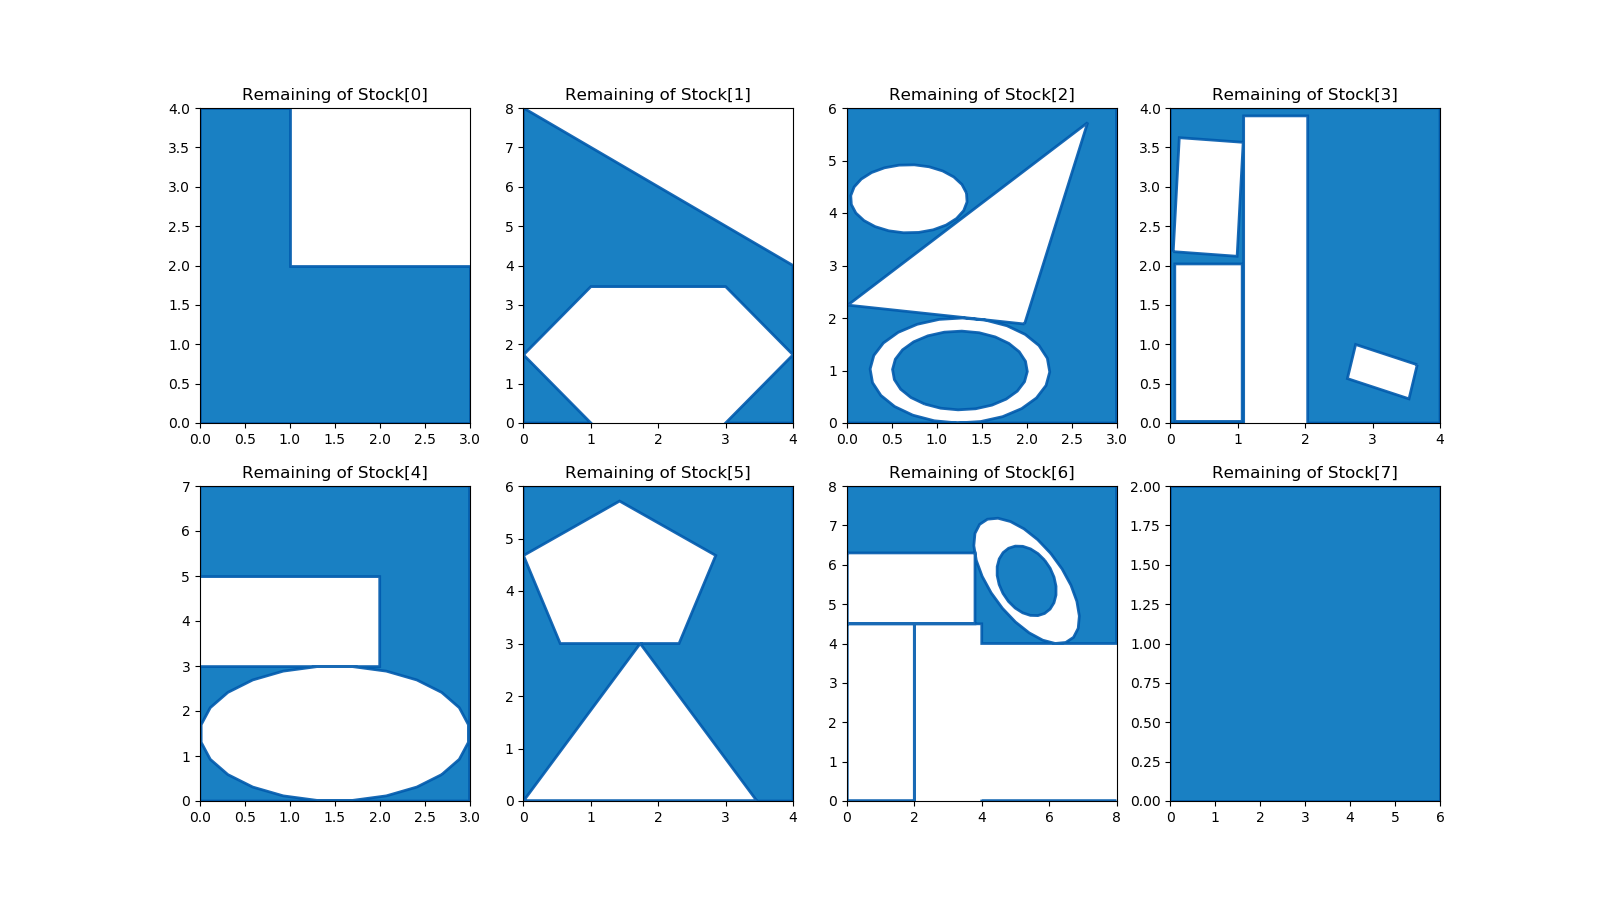 Remaining of Stock[0] Remaining of Stock[1] Remaining of Stock[2] Remaining of Stock[3]
4.0 8 6 4.0
3.5 7 3.5
5
3.0 6 3.0
2.5 5 4 2.5
2.0 4 3 2.0
1.5 3 1.5
2
1.0 2 1.0
0.5 1 1 0.5
0.0 0 0 0.0
0.0 0.5 1.0 1.5 2.0 2.5 3.0 0 1 2 3 4 0.0 0.5 1.0 1.5 2.0 2.5 3.0 0 1 2 3 4
Remaining of Stock[4] Remaining of Stock[5] Remaining of Stock[6] Remaining of Stock[7]
7 6 8 2.00
6 5 7 1.75
5 4 6 1.50
4 5 1.25
3 3 4 1.00
3 0.75
2 2 2 0.50
1 1 1 0.25
0 0 0 0.00
0.0 0.5 1.0 1.5 2.0 2.5 3.0 0 1 2 3 4 0 2 4 6 8 0 1 2 3 4 5 6